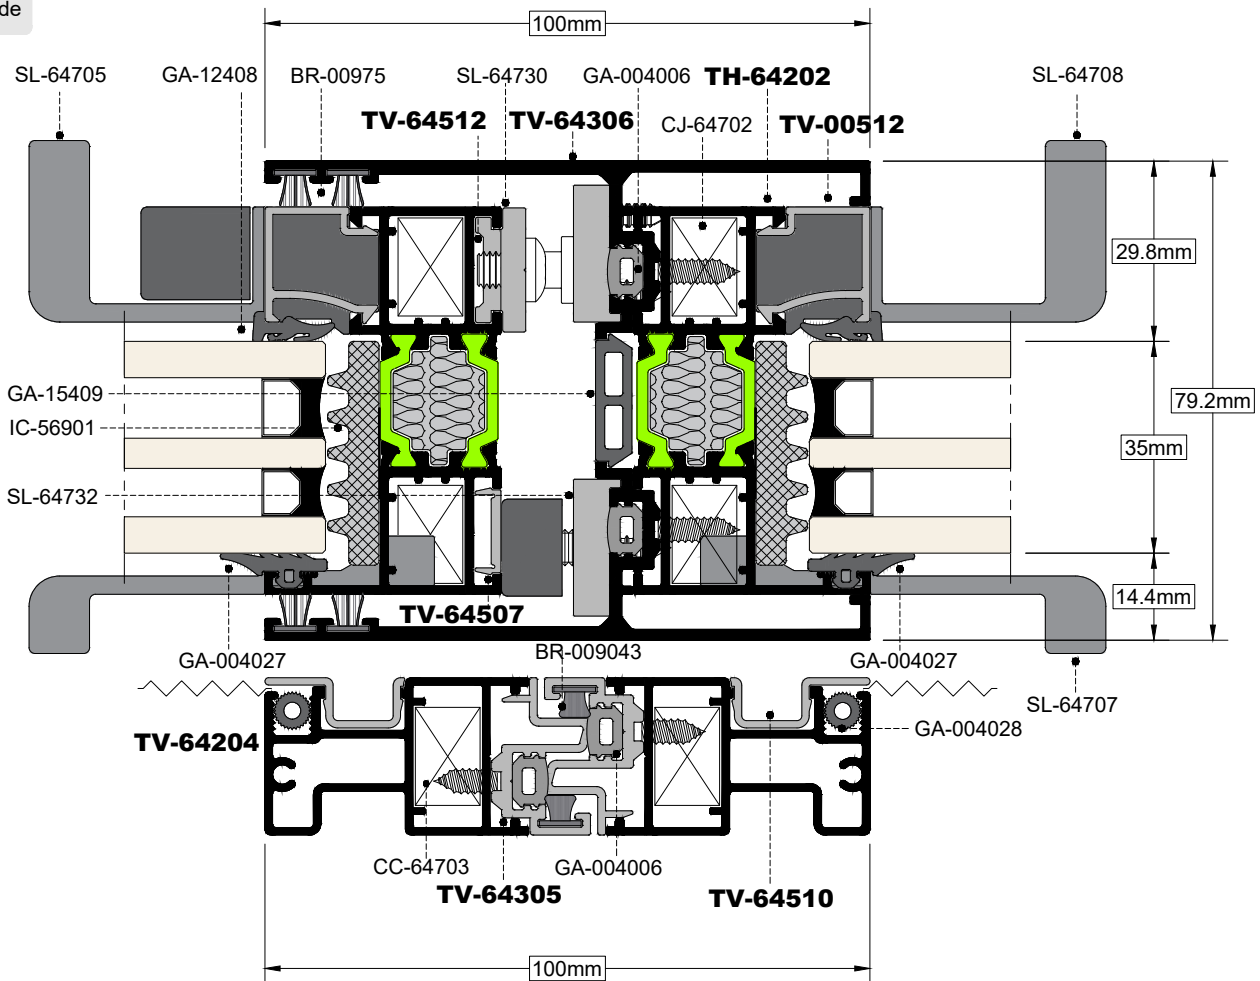 de
100mm
SL-64705
GA-12408
BR-00975
SL-64730
GA-004006
TH-64202
SL-64708
TV-64512
TV-64306
CJ-64702
TV-00512
29.8mm
GA-15409
79.2mm
IC-56901
35mm
SL-64732
14.4mm
TV-64507
GA-004027
BR-009043
GA-004027
SL-64707
TV-64204
GA-004028
CC-64703
GA-004006
TV-64305
TV-64510
100mm